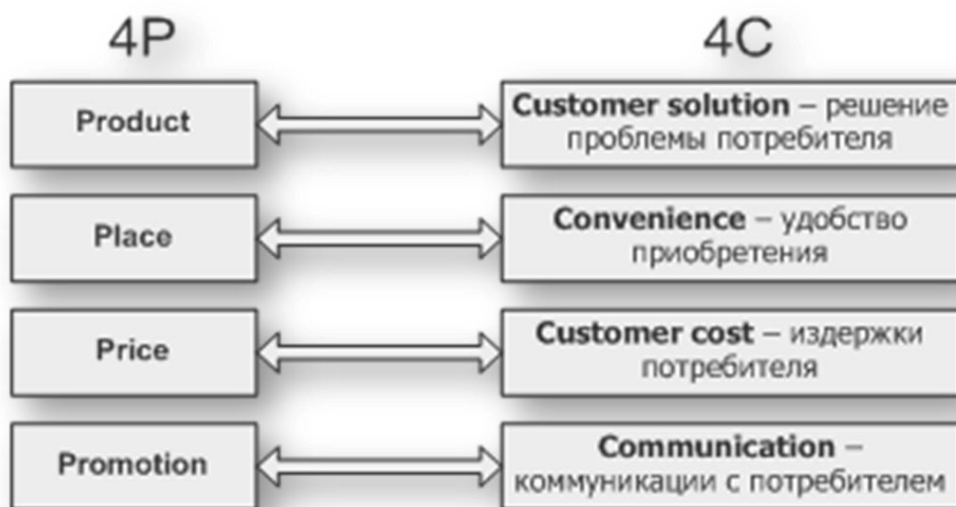 4P
4C
Product
Customer solution – решение
проблемы потребителя
Place
Convenience – удобство
приобретения
Price
Customer cost – издержки
потребителя
Promotion
Communication –
коммуникации с потребителем